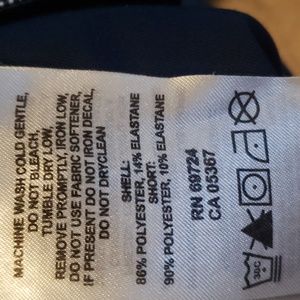 MACHINE WASH COLD GENTLE,
DO NOT BLEACH,
TUMBLE DRY LOW,
REMOVE PROMPTLY, IRON LOW,
DO NOT USE FABRIC SOFTENER,
IF PRESENT DO NOT IRON DECAL,
DO NOT DRYCLEAN
SHELL:
86% POLYESTER, 14% ELASTANE
SHORT:
90% POLYESTER, 10% ELASTANE
RN 69724
CA 05367
30C